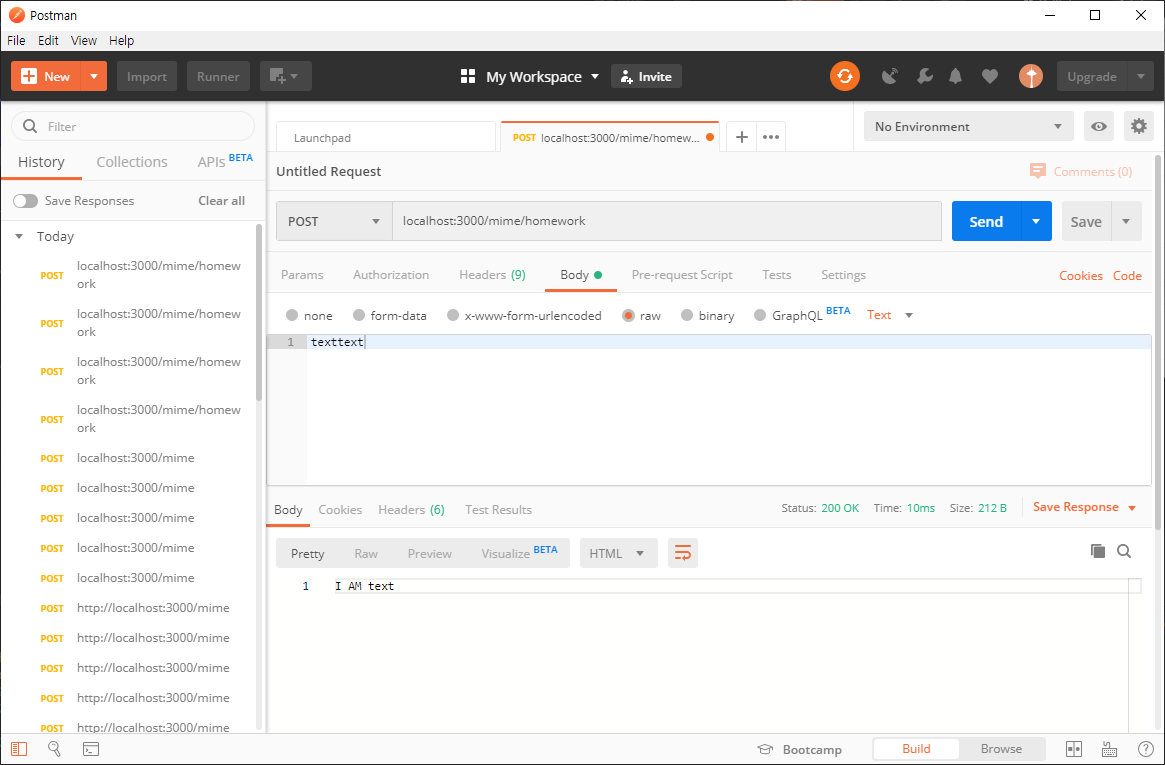 Postman
File Edit View Help
New Import Runner My Workspace Invite Upgrade
Filter
History Collections APIs BETA
Save Responses Clear all
Today
POST localhost:3000/mime/homew
ork
POST localhost:3000/mime/homew
ork
POST localhost:3000/mime/homew
ork
POST localhost:3000/mime/homew
ork
POST localhost:3000/mime
POST localhost:3000/mime
POST localhost:3000/mime
POST localhost:3000/mime
POST localhost:3000/mime
POST http://localhost:3000/mime
POST http://localhost:3000/mime
POST http://localhost:3000/mime
POST http://localhost:3000/mime
POST http://localhost:3000/mime
Launchpad POST localhost:3000/mime/homew... No Environment
Untitled Request Comments (0)
POST localhost:3000/mime/homework Send Save
Params Authorization Headers (9) Body Pre-request Script Tests Settings Cookies Code
none form-data x-www-form-urlencoded raw binary GraphQL BETA Text
1 texttext
Body Cookies Headers (6) Test Results Status: 200 OK Time: 10ms Size: 212 B Save Response
Pretty Raw Preview Visualize BETA HTML
1 I AM text
Bootcamp Build Browse